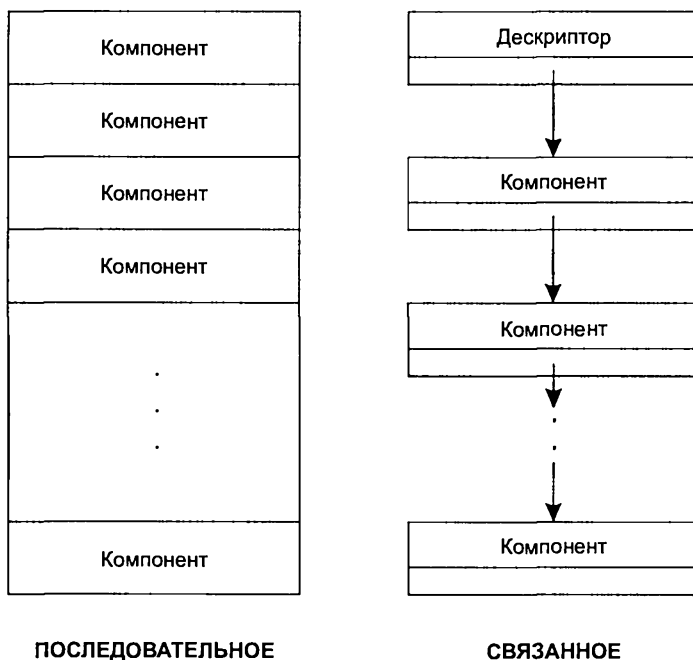 Компонент
Компонент
Компонент
Компонент
.
.
.
Компонент
ПОСЛЕДОВАТЕЛЬНОЕ
Дескриптор
Компонент
Компонент
.
.
Компонент
СВЯЗАННОЕ